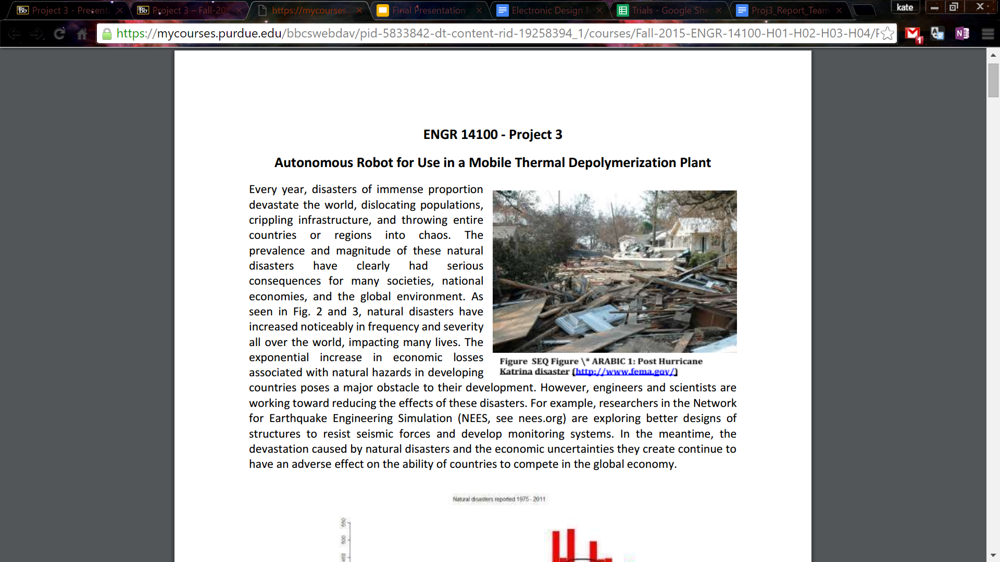 Project 3 - Present
Project 3 – Fall-20
https://mycourses.
Final Presentation
Electronic Design
Trials - Google She
Proj3_Report_Team
kate
https://mycourses.purdue.edu/bbcswebdav/pid-5833842-dt-content-rid-19258394_1/courses/Fall-2015-ENGR-14100-H01-H02-H03-H04/
1
ENGR 14100 - Project 3
Autonomous Robot for Use in a Mobile Thermal Depolymerization Plant
Every year, disasters of immense proportion
devastate the world, dislocating populations,
crippling infrastructure, and throwing entire
countries or regions into chaos. The
prevalence and magnitude of these natural
disasters have clearly had serious
consequences for many societies, national
economies, and the global environment. As
seen in Fig. 2 and 3, natural disasters have
increased noticeably in frequency and severity
all over the world, impacting many lives. The
exponential increase in economic losses
associated with natural hazards in developing
Figure SEQ Figure \* ARABIC 1: Post Hurricane
Katrina disaster (http://www.fema.gov/)
countries poses a major obstacle to their development. However, engineers and scientists are
working toward reducing the effects of these disasters. For example, researchers in the Network
for Earthquake Engineering Simulation (NEES, see nees.org) are exploring better designs of
structures to resist seismic forces and develop monitoring systems. In the meantime, the
devastation caused by natural disasters and the economic uncertainties they create continue to
have an adverse effect on the ability of countries to compete in the global economy.
Natural disasters reported 1975 - 2011
550
500
450